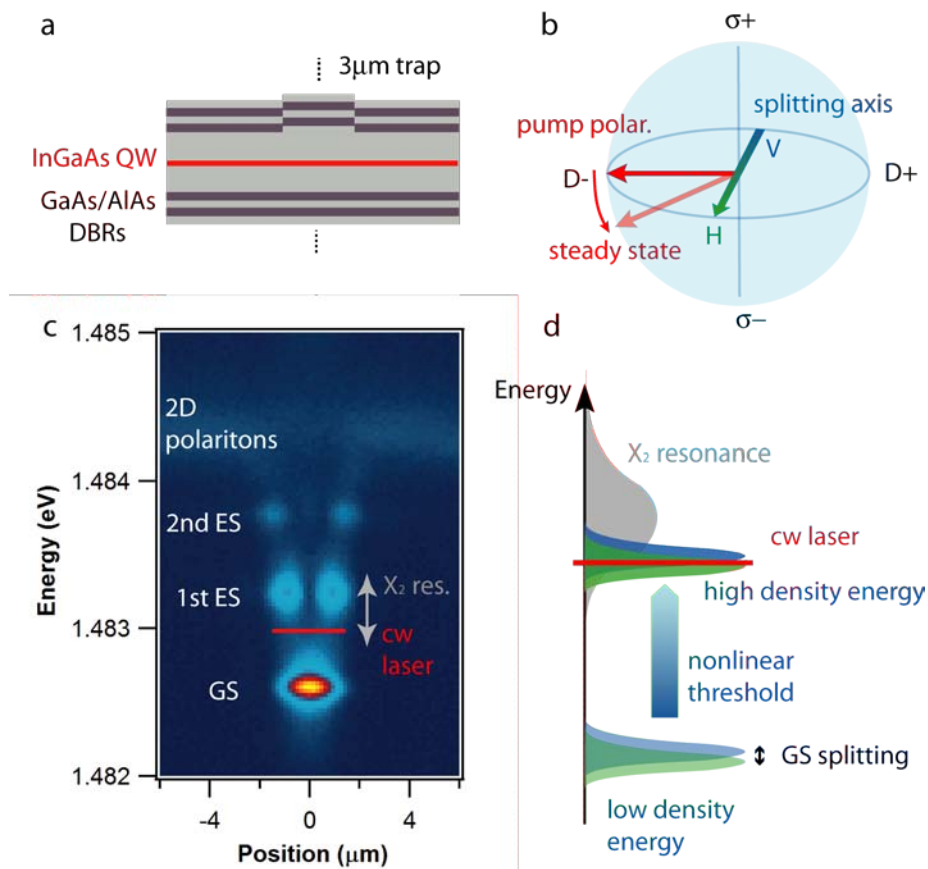 a
3μm trap
InGaAs QW
GaAs/AlAs
DBRs
b
σ+
splitting axis
pump polar.
V
D-
D+
H
steady state
σ−
c
1.485
1.484
1.483
1.482
Energy (eV)
2D
polaritons
2nd ES
1st ES
X₂ res.
cw
laser
GS
-4
0
4
Position (μm)
d
Energy
X₂ resonance
cw laser
high density energy
nonlinear
threshold
GS splitting
low density
energy